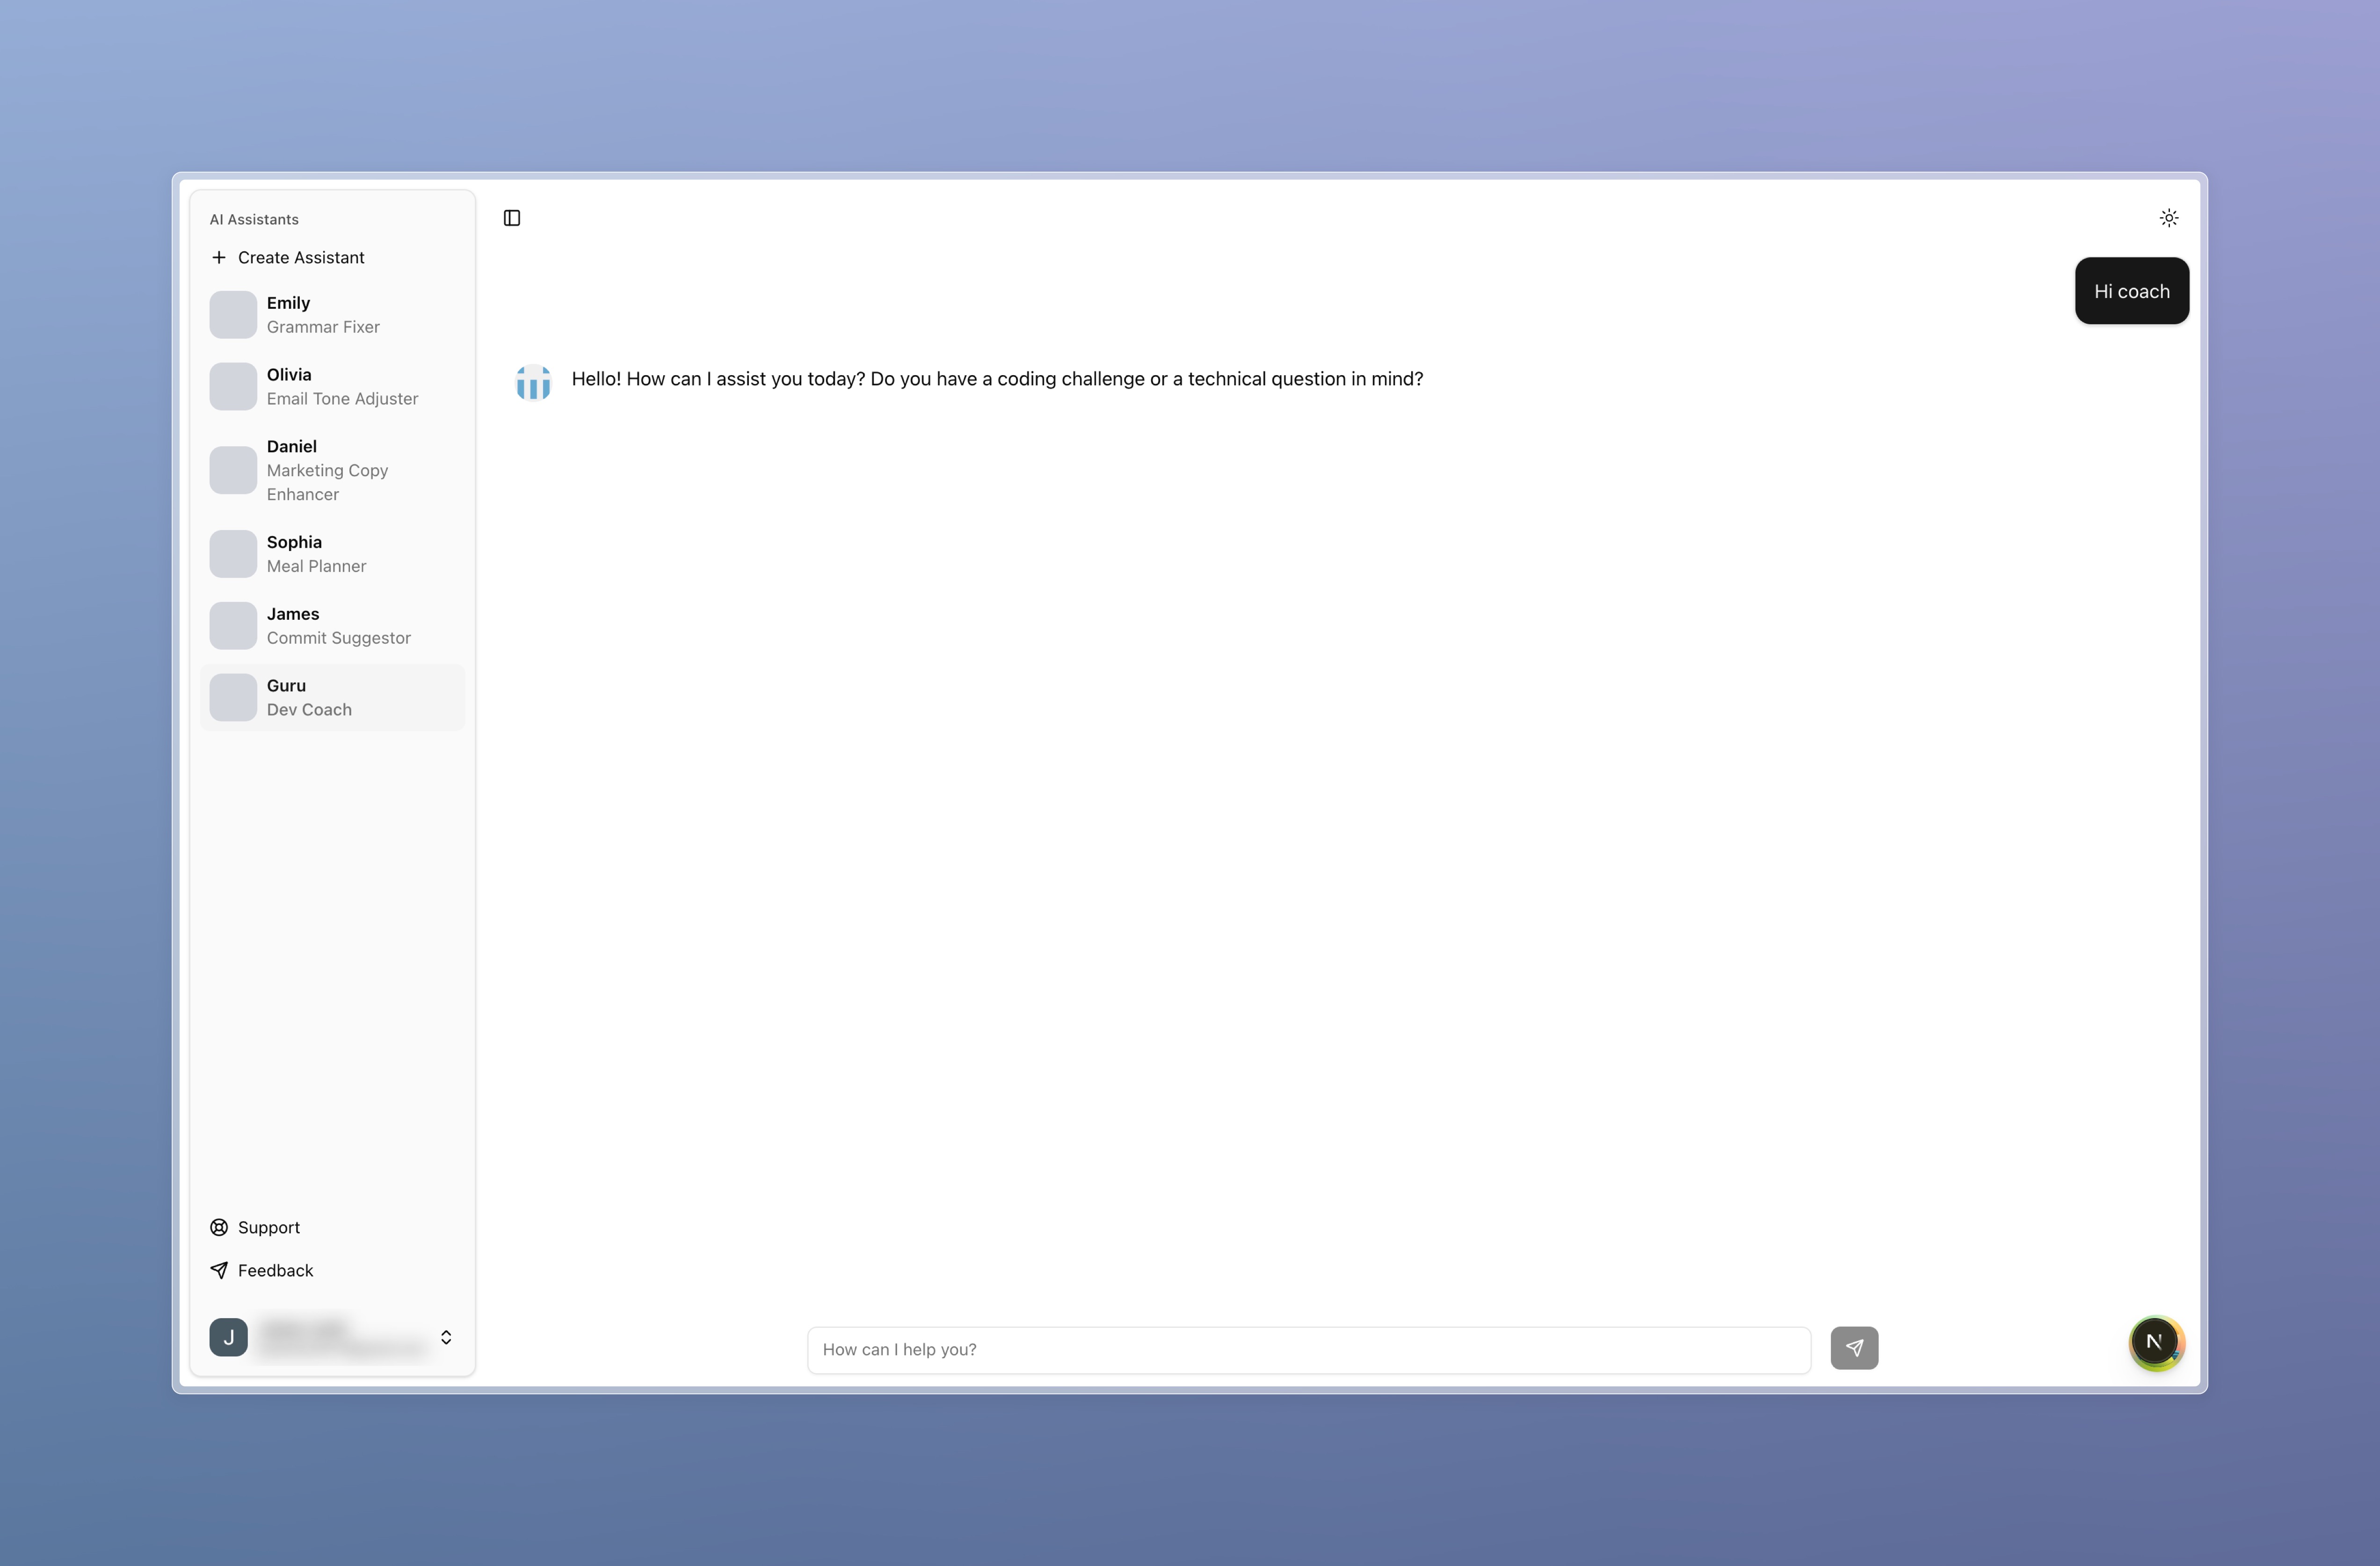 AI Assistants
Create Assistant
Emily
Grammar Fixer
Olivia
Email Tone Adjuster
Daniel
Marketing Copy
Enhancer
Sophia
Meal Planner
James
Commit Suggestor
Guru
Dev Coach
Support
Feedback
J
Hi coach
Hello! How can I assist you today? Do you have a coding challenge or a technical question in mind?
How can I help you?
N